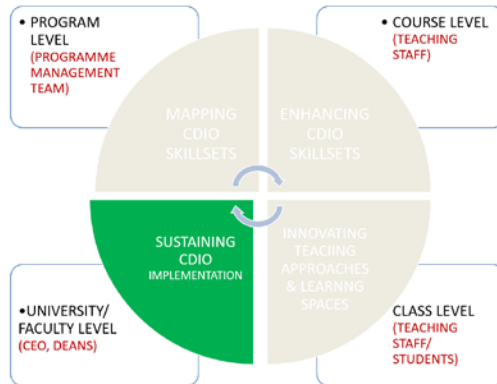 •PROGRAM
LEVEL
(PROGRAMME
MANAGEMENT
TEAM)
•COURSE LEVEL
(TEACHING
STAFF)
MAPPING
CDIO
SKILLSETS
ENHANCING
CDIO
SKILLSETS
SUSTAINING
CDIO
IMPLEMENTATION
INNOVATING
TEACIING
APPROACHES
& LEARNNG
SPACES
•UNIVERSITY/
FACULTY LEVEL
(CEO, DEANS)
CLASS LEVEL
(TEACHING
STAFF/
STUDENTS)